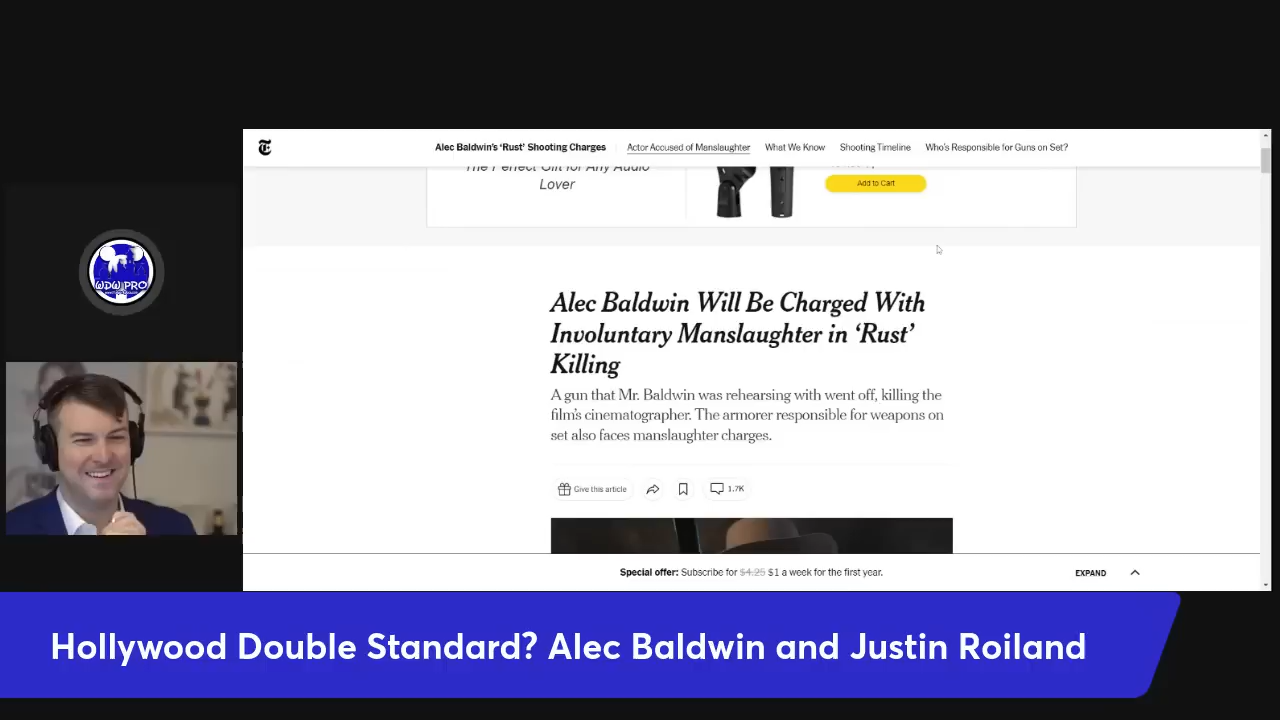 Alec Baldwin's 'Rust' Shooting Charges
Actor Accused of Manslaughter
What We Know
Shooting Timeline
Who's Responsible for Guns on Set?
The Perfect Gift for Any Audio
Lover
Add to Cart
WDW PRO
Alec Baldwin Will Be Charged With
Involuntary Manslaughter in 'Rust'
Killing
A gun that Mr. Baldwin was rehearsing with went off, killing the
film's cinematographer. The armorer responsible for weapons on
set also faces manslaughter charges.
Give this article
1.7K
Special offer: Subscribe for $4.25 $1 a week for the first year.
EXPAND
Hollywood Double Standard? Alec Baldwin and Justin Roiland